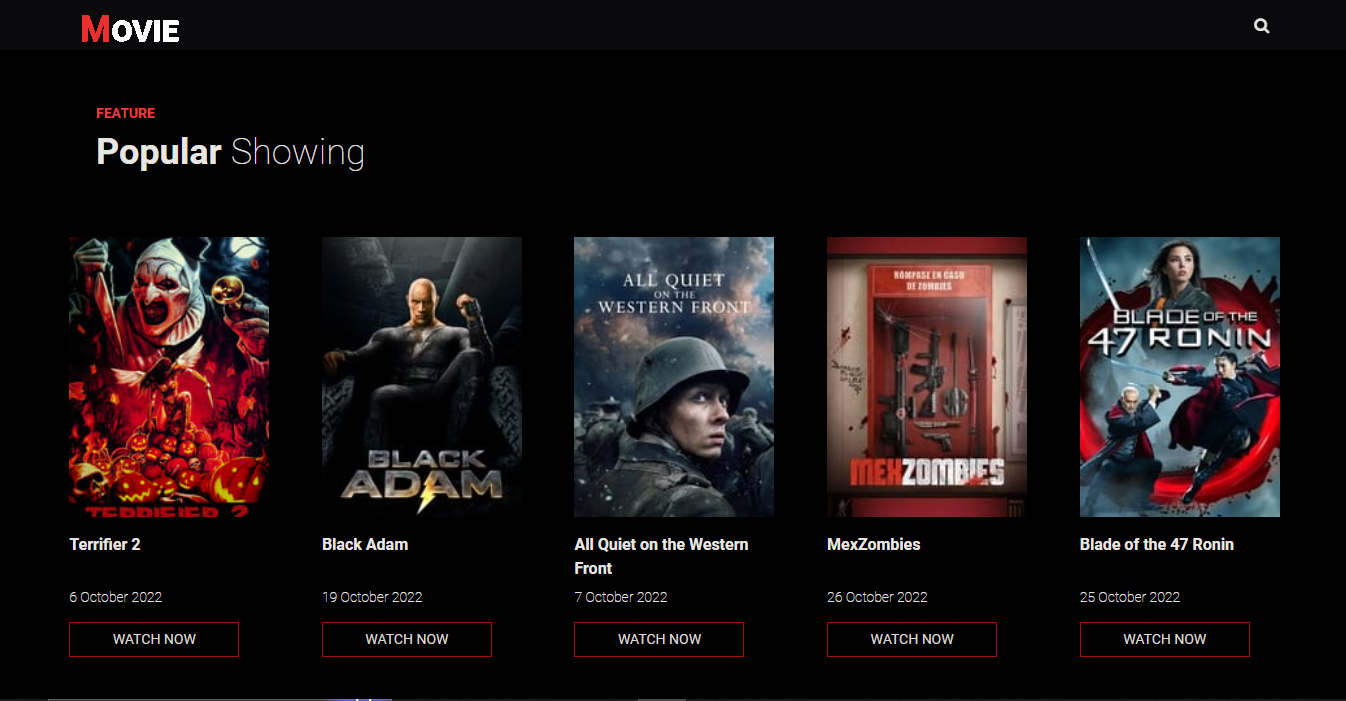 MOVIE
FEATURE
Popular Showing
TERRIFIER 2
BLACK
ADAM
ALL QUIET
ON THE
WESTERN FRONT
RÓMPASE EN CASO
DE ZOMBIES
MEXZOMBIES
BLADE OF THE
47 RONIN
Terrifier 2
Black Adam
All Quiet on the Western
Front
MexZombies
Blade of the 47 Ronin
6 October 2022
19 October 2022
7 October 2022
26 October 2022
25 October 2022
WATCH NOW
WATCH NOW
WATCH NOW
WATCH NOW
WATCH NOW